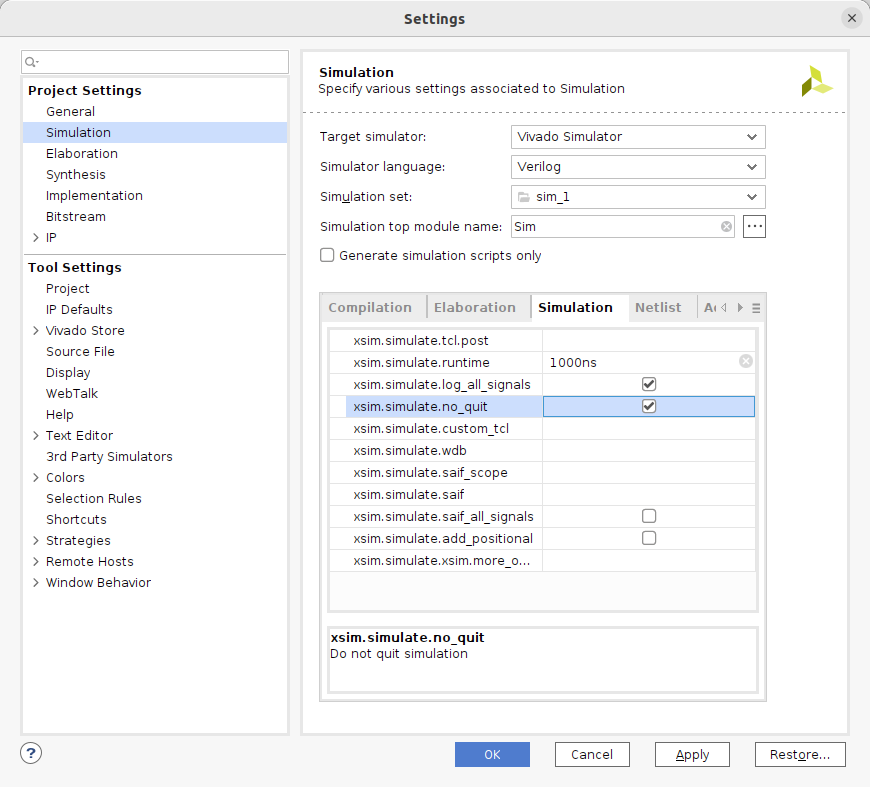 Settings
Project Settings
General
Simulation
Elaboration
Synthesis
Implementation
Bitstream
IP
Tool Settings
Project
IP Defaults
Vivado Store
Source File
Display
WebTalk
Help
Text Editor
3rd Party Simulators
Colors
Selection Rules
Shortcuts
Strategies
Remote Hosts
Window Behavior
Simulation
Specify various settings associated to Simulation
Target simulator: Vivado Simulator
Simulator language: Verilog
Simulation set: sim_1
Simulation top module name: Sim ...
Generate simulation scripts only
Compilation Elaboration Simulation Netlist
xsim.simulate.tcl.post
xsim.simulate.runtime 1000ns
xsim.simulate.log_all_signals
xsim.simulate.no_quit
xsim.simulate.custom_tcl
xsim.simulate.wdb
xsim.simulate.saif_scope
xsim.simulate.saif
xsim.simulate.saif_all_signals
xsim.simulate.add_positional
xsim.simulate.xsim.more_o...
xsim.simulate.no_quit
Do not quit simulation
? OK Cancel Apply Restore...